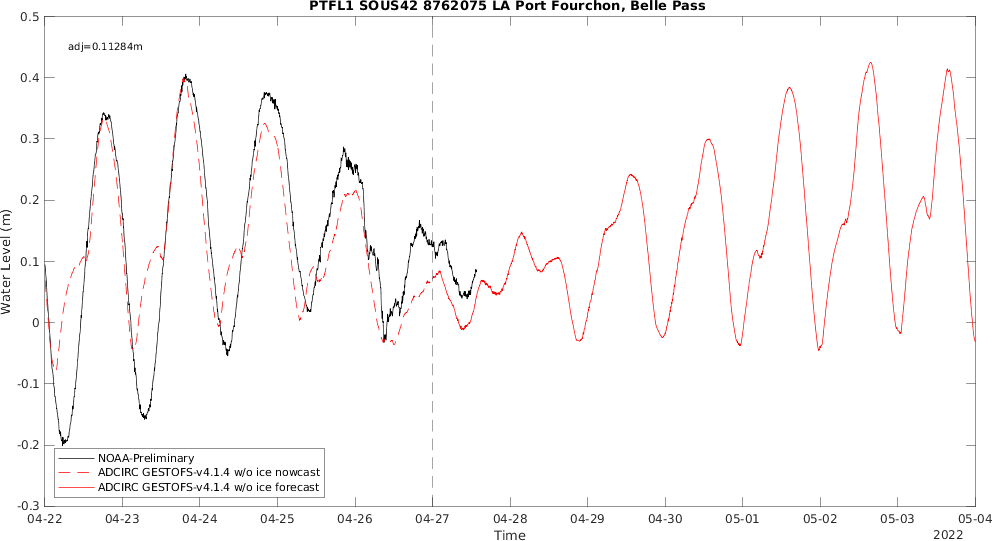 PTFL1 SOUS42 8762075 LA Port Fourchon, Belle Pass
adj=0.11284m
Water Level (m)
0.5
0.4
0.3
0.2
0.1
0
-0.1
-0.2
-0.3
NOAA-Preliminary
ADCIRC GESTOFS-v4.1.4 w/o ice nowcast
ADCIRC GESTOFS-v4.1.4 w/o ice forecast
04-22 04-23 04-24 04-25 04-26 04-27 04-28 04-29 04-30 05-01 05-02 05-03 05-04
Time
2022